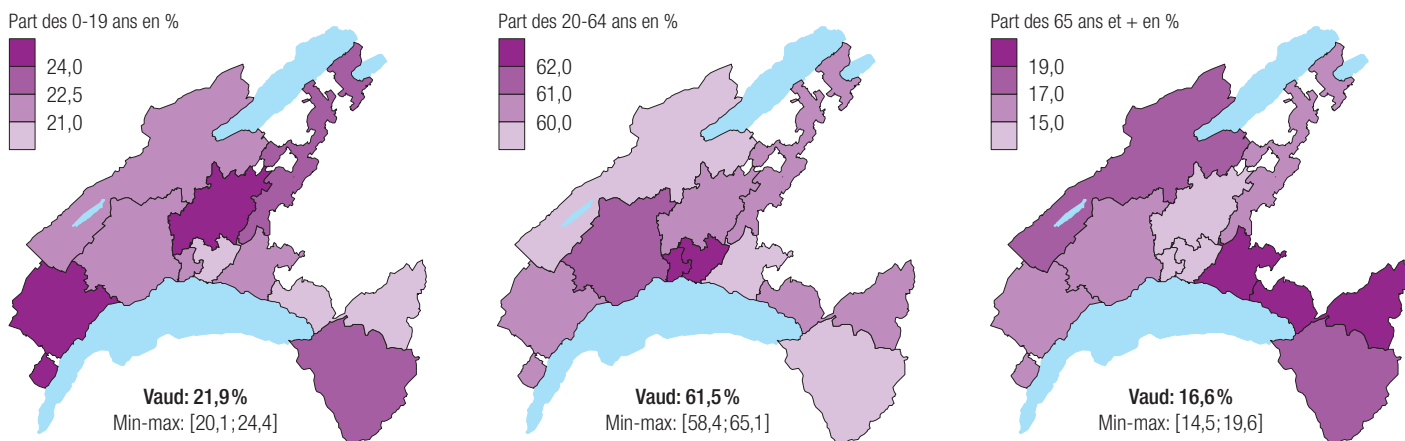 Part des 0-19 ans en %
24,0
22,5
21,0
Vaud: 21,9 %
Min-max: [20,1 ; 24,4]
Part des 20-64 ans en %
62,0
61,0
60,0
Vaud: 61,5 %
Min-max: [58,4 ; 65,1]
Part des 65 ans et + en %
19,0
17,0
15,0
Vaud: 16,6 %
Min-max: [14,5 ; 19,6]